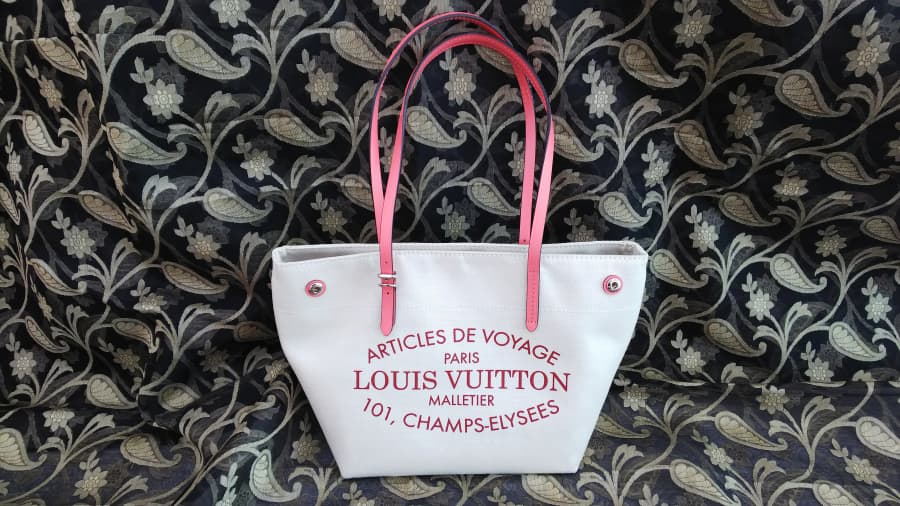 ARTICLES DE VOYAGE
PARIS
LOUIS VUITTON
MALLETIER
101, CHAMPS-ELYSEES